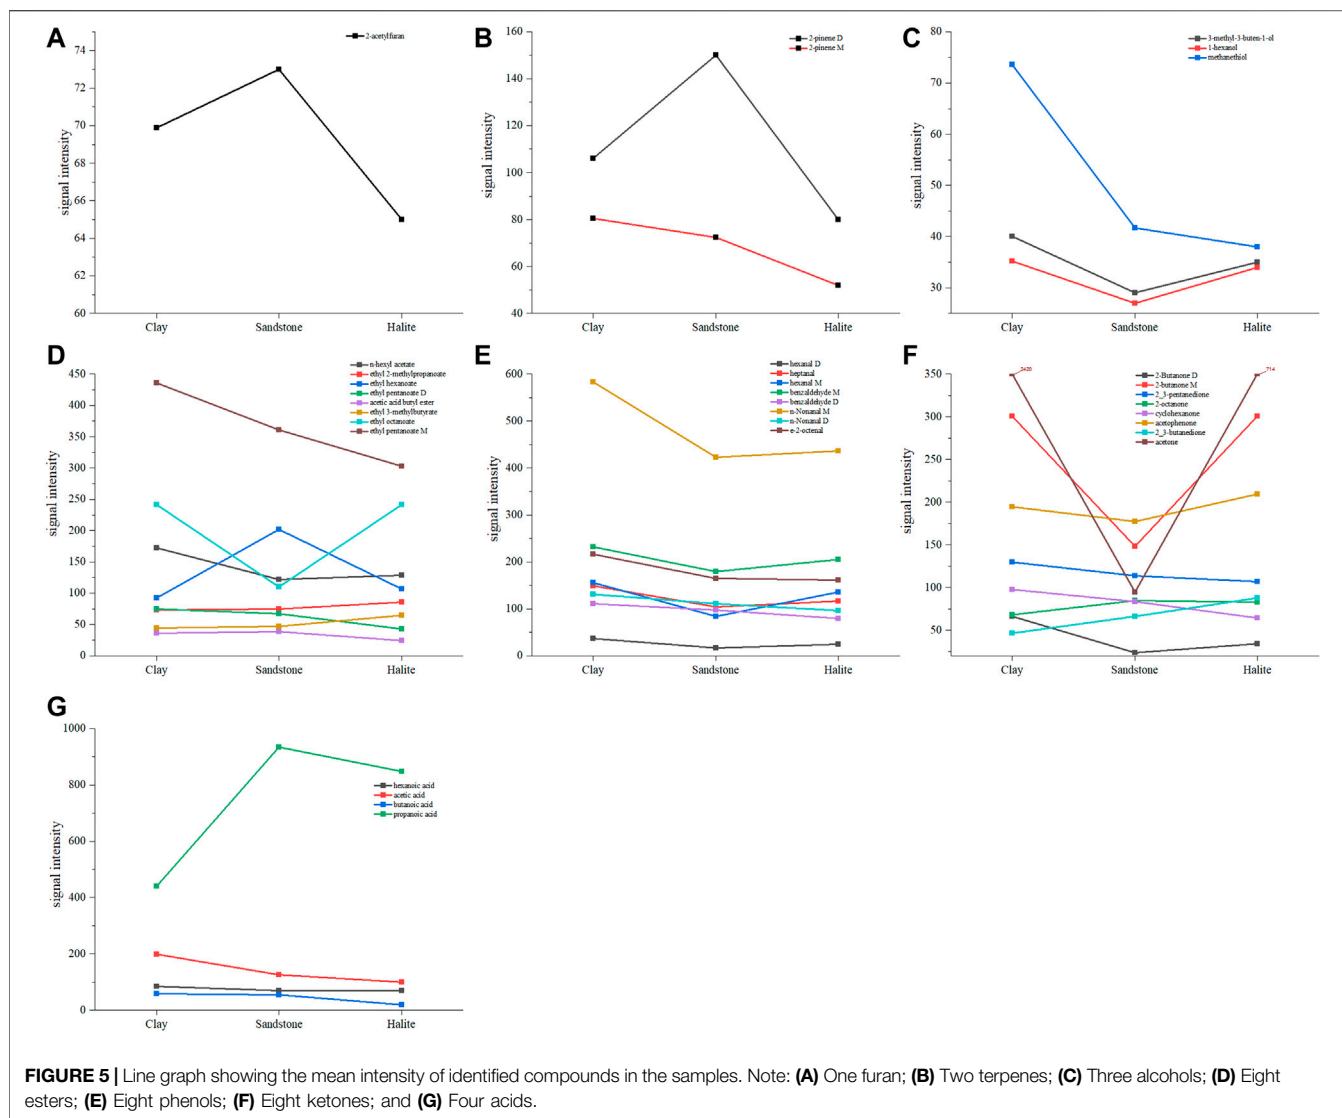 A
2-acetylfuran
signal intensity
74
72
70
68
66
64
62
60
Clay
Sandstone
Halite
B
2-pinene D
2-pinene M
signal intensity
160
140
120
100
80
60
40
Clay
Sandstone
Halite
C
3-methyl-3-buten-1-ol
1-hexanol
methanethiol
signal intensity
80
70
60
50
40
30
Clay
Sandstone
Halite
D
n-hexyl acetate
ethyl 2-methylpropanoate
ethyl hexanoate
ethyl pentanoate D
acetic acid butyl ester
ethyl 3-methylbutyrate
ethyl octanoate
ethyl pentanoate M
signal intensity
450
400
350
300
250
200
150
100
50
0
Clay
Sandstone
Halite
E
hexanal D
heptanal
hexanal M
benzaldehyde M
benzaldehyde D
n-Nonanal M
n-Nonanal D
e-2-octenal
signal intensity
600
500
400
300
200
100
0
Clay
Sandstone
Halite
F
2420
714
2-Butanone D
2-butanone M
2_3-pentanedione
2-octanone
cyclohexanone
acetophenone
2_3-butanedione
acetone
signal intensity
350
300
250
200
150
100
50
Clay
Sandstone
Halite
G
hexanoic acid
acetic acid
butanoic acid
propanoic acid
signal intensity
1000
800
600
400
200
0
Clay
Sandstone
Halite
FIGURE 5 | Line graph showing the mean intensity of identified compounds in the samples. Note: (A) One furan; (B) Two terpenes; (C) Three alcohols; (D) Eight
esters; (E) Eight phenols; (F) Eight ketones; and (G) Four acids.